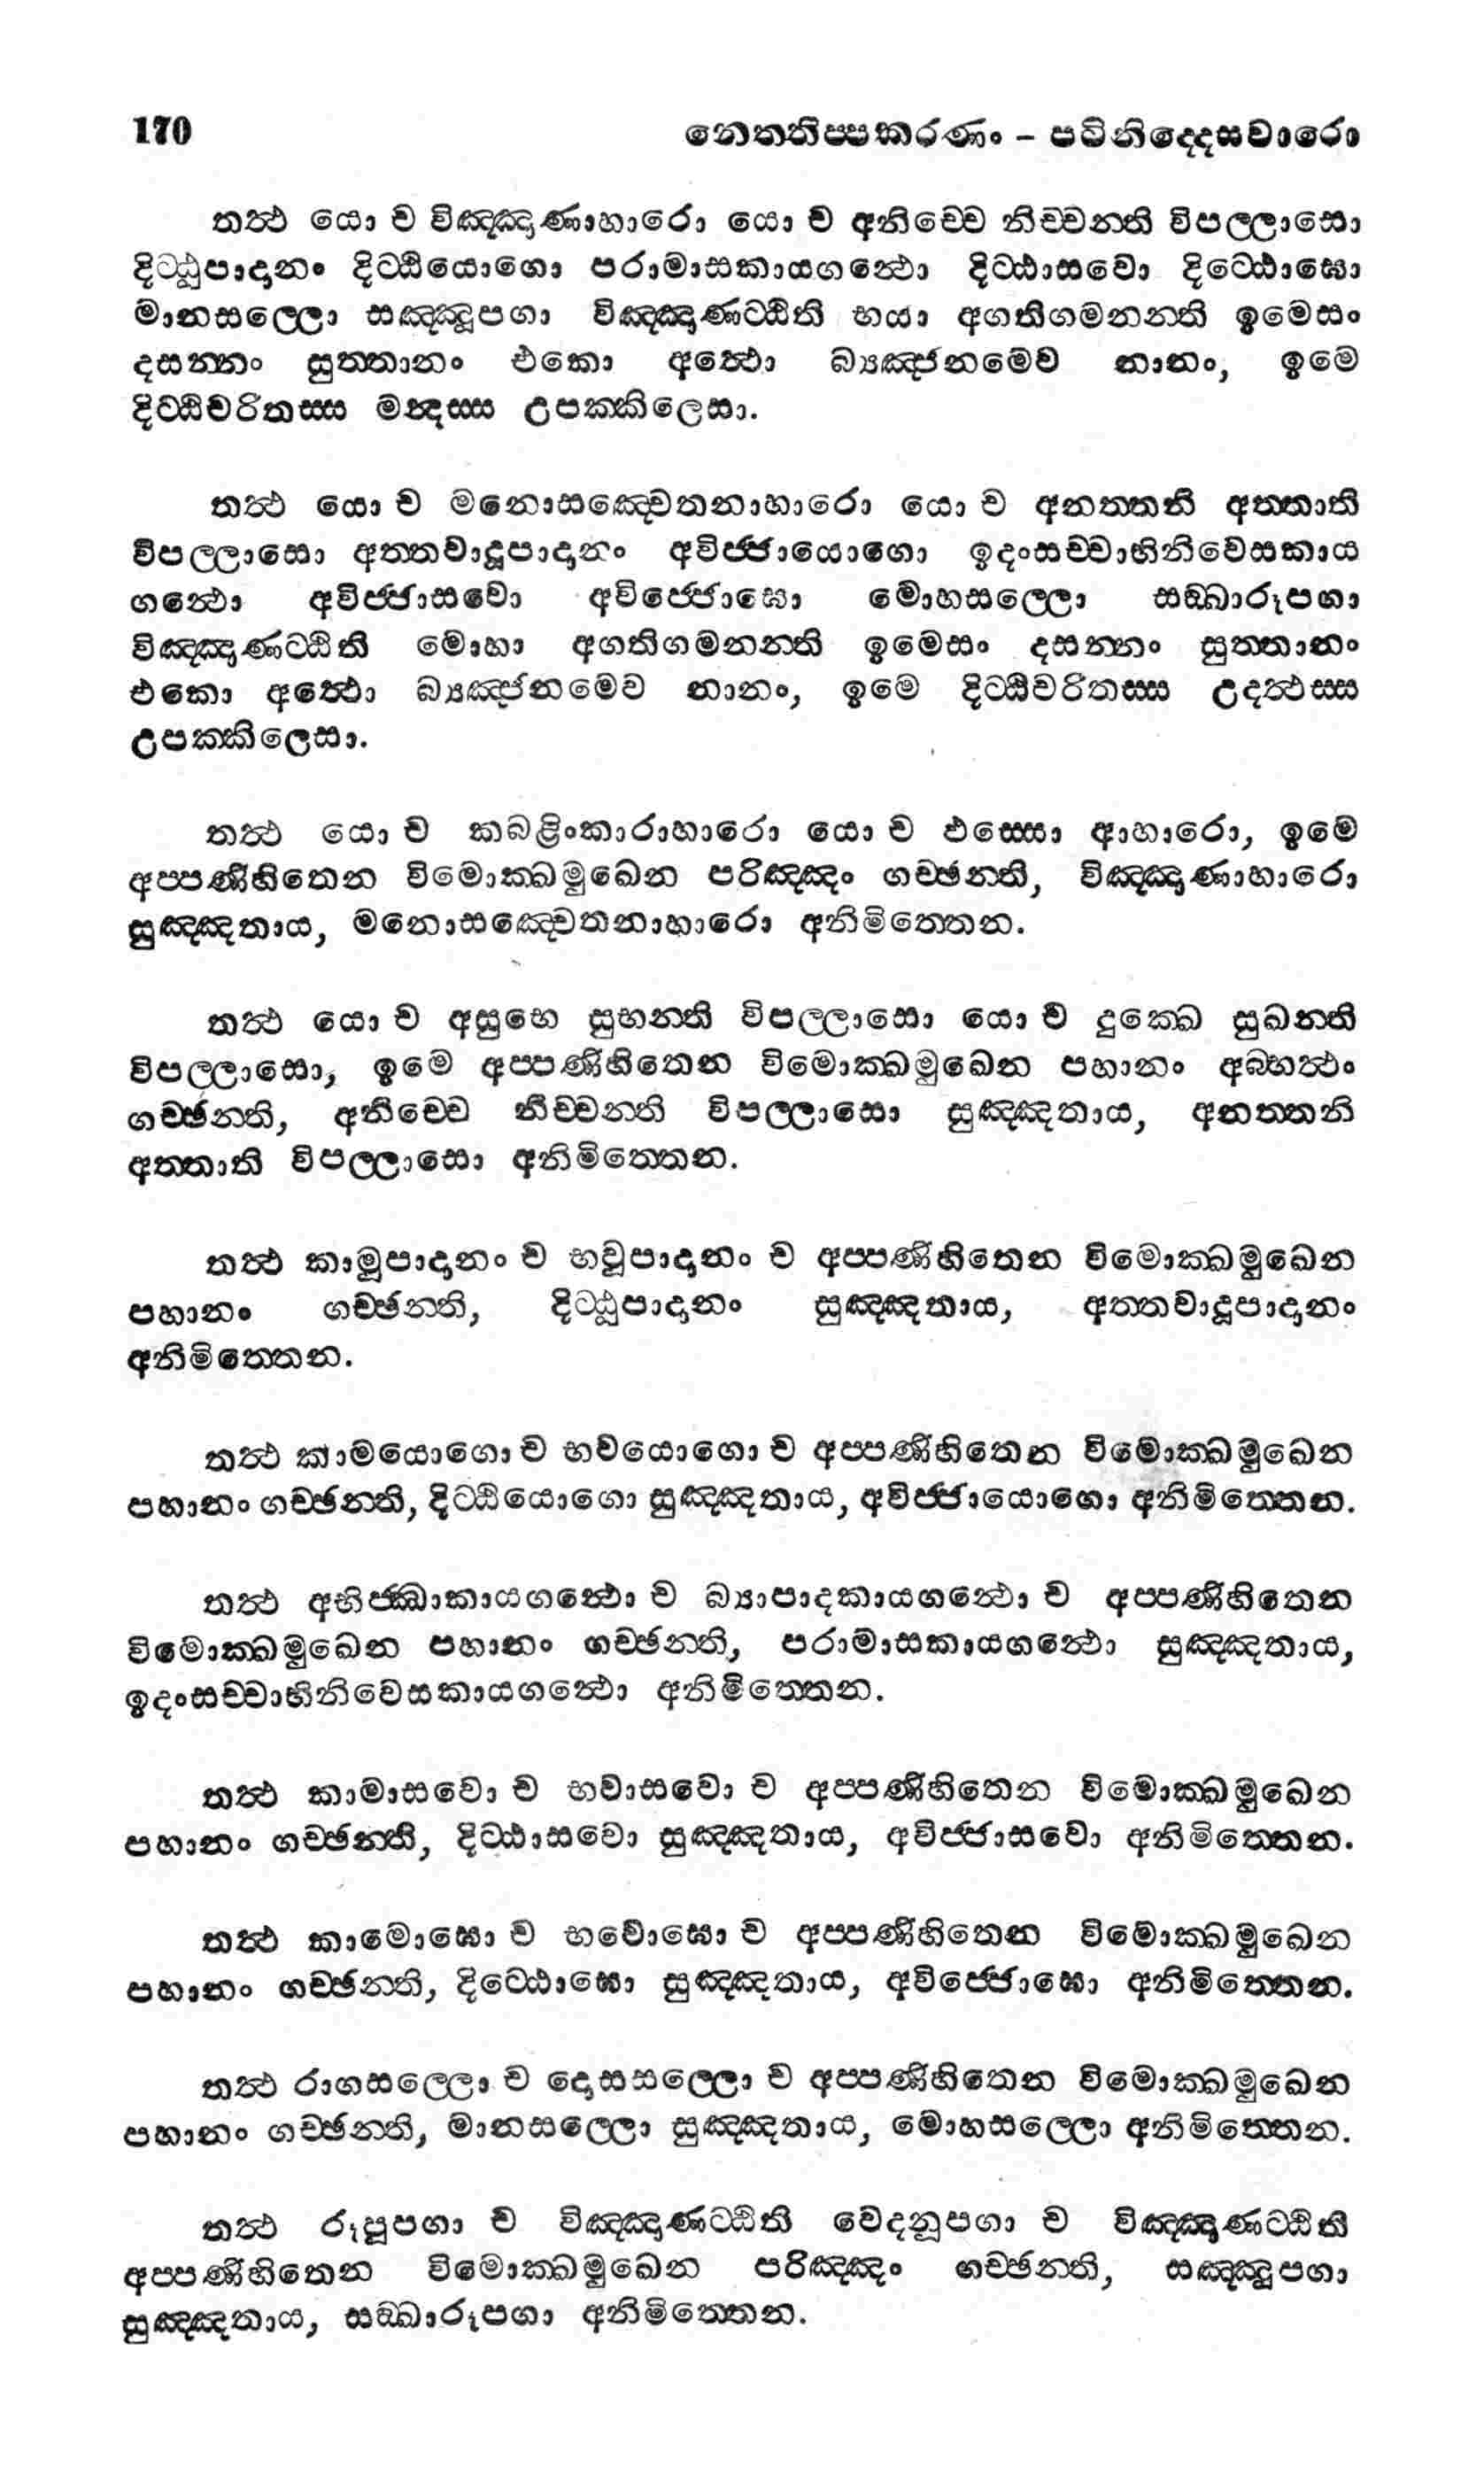 170 නෙත්තිප්පකරණං – පටිනිද්දෙසවාරො
තත්‍ථ යො ච විඤ්ඤාණාහාරො යො ච අනිච්චෙ නිච්චන්ති විපල්ලාසො
දිට්ඨුපාදානං දිට්ඨියොගො පරාමාසකායගන්‍ථො දිට්ඨාසවො දිට්ඨොඝො
මානසල්ලො සඤ්ඤූපගා විඤ්ඤාණට්ඨිති භයා අගතිගමනන්ති ඉමෙසං
දසන්නං සුත්තානං එකො අත්‍ථො බ්‍යඤ්ජනමෙව නානං, ඉමෙ
දිට්ඨිචරිතස්ස මන්‍දස්ස උපක්කිලෙසා.
තත්‍ථ යො ච මනොසඤ්චෙතනාහාරො යො ච අනත්තනි අත්තාති
විපල්ලාසො අත්තවාදූපාදානං අවිජ්ජායොගො ඉදංසච්චාභිනිවෙසකාය
ගන්‍ථො අවිජ්ජාසවො අවිජ්ජොඝො මොහසල්ලො සඞ්ඛාරූපගා
විඤ්ඤාණට්ඨිති මොහා අගතිගමනන්ති ඉමෙසං දසන්නං සුත්තානං
එකො අත්‍ථො බ්‍යඤ්ජනමෙව නානං, ඉමෙ දිට්ඨිචරිතස්ස උදත්‍ථස්ස
උපක්කිලෙසා.
තත්‍ථ යො ච කබළිංකාරාහාරො යො ච ඵස්සො ආහාරො, ඉමෙ
අප්පණිහිතෙන විමොක්ඛමුඛෙන පරිඤ්ඤං ගච්ඡන්ති, විඤ්ඤාණාහාරො
සුඤ්ඤතාය, මනොසඤ්චෙතනාහාරො අනිමිත්තෙන.
තත්‍ථ යො ච අසුභෙ සුභන්ති විපල්ලාසො යො ච දුක්ඛෙ සුඛන්ති
විපල්ලාසො, ඉමෙ අප්පණිහිතෙන විමොක්ඛමුඛෙන පහානං අබ්භත්‍ථං
ගච්ඡන්ති, අනිච්චෙ නිච්චන්ති විපල්ලාසො සුඤ්ඤතාය, අනත්තනි
අත්තාති විපල්ලාසො අනිමිත්තෙන.
තත්‍ථ කාමූපාදානං ච භවූපාදානං ච අප්පණිහිතෙන විමොක්ඛමුඛෙන
පහානං ගච්ඡන්ති, දිට්ඨුපාදානං සුඤ්ඤතාය, අත්තවාදූපාදානං
අනිමිත්තෙන.
තත්‍ථ කාමයොගො ච භවයොගො ච අප්පණිහිතෙන විමොක්ඛමුඛෙන
පහානං ගච්ඡන්ති, දිට්ඨියොගො සුඤ්ඤතාය, අවිජ්ජායොගො අනිමිත්තෙන.
තත්‍ථ අභිජ්ඣාකායගන්‍ථො ච බ්‍යාපාදකායගන්‍ථො ච අප්පණිහිතෙන
විමොක්ඛමුඛෙන පහානං ගච්ඡන්ති, පරාමාසකායගන්‍ථො සුඤ්ඤතාය,
ඉදංසච්චාභිනිවෙසකායගන්‍ථො අනිමිත්තෙන.
තත්‍ථ කාමාසවො ච භවාසවො ච අප්පණිහිතෙන විමොක්ඛමුඛෙන
පහානං ගච්ඡන්ති, දිට්ඨාසවො සුඤ්ඤතාය, අවිජ්ජාසවො අනිමිත්තෙන.
තත්‍ථ කාමොඝො ච භවොඝො ච අප්පණිහිතෙන විමොක්ඛමුඛෙන
පහානං ගච්ඡන්ති, දිට්ඨොඝො සුඤ්ඤතාය, අවිජ්ජොඝො අනිමිත්තෙන.
තත්‍ථ රාගසල්ලො ච දොසසල්ලො ච අප්පණිහිතෙන විමොක්ඛමුඛෙන
පහානං ගච්ඡන්ති, මානසල්ලො සුඤ්ඤතාය, මොහසල්ලො අනිමිත්තෙන.
තත්‍ථ රූපූපගා ච විඤ්ඤාණට්ඨිති වෙදනූපගා ච විඤ්ඤාණට්ඨිති
අප්පණිහිතෙන විමොක්ඛමුඛෙන පරිඤ්ඤං ගච්ඡන්ති, සඤ්ඤූපගා
සුඤ්ඤතාය, සඞ්ඛාරූපගා අනිමිත්තෙන.